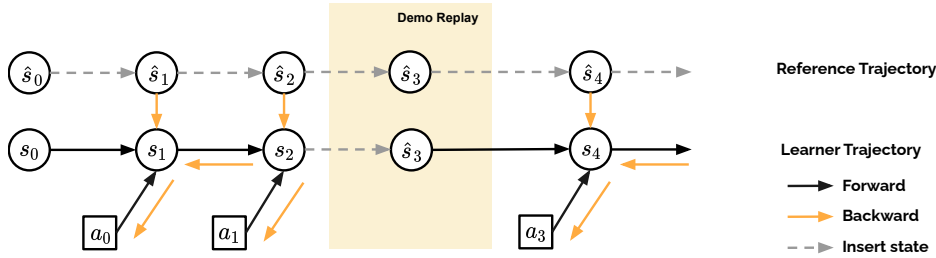 Demo Replay
ŝ₀ ŝ₁ ŝ₂ ŝ₃ ŝ₄ Reference Trajectory
s₀ s₁ s₂ ŝ₃ s₄ Learner Trajectory
Forward
a₀ a₁ a₃ Backward
Insert state